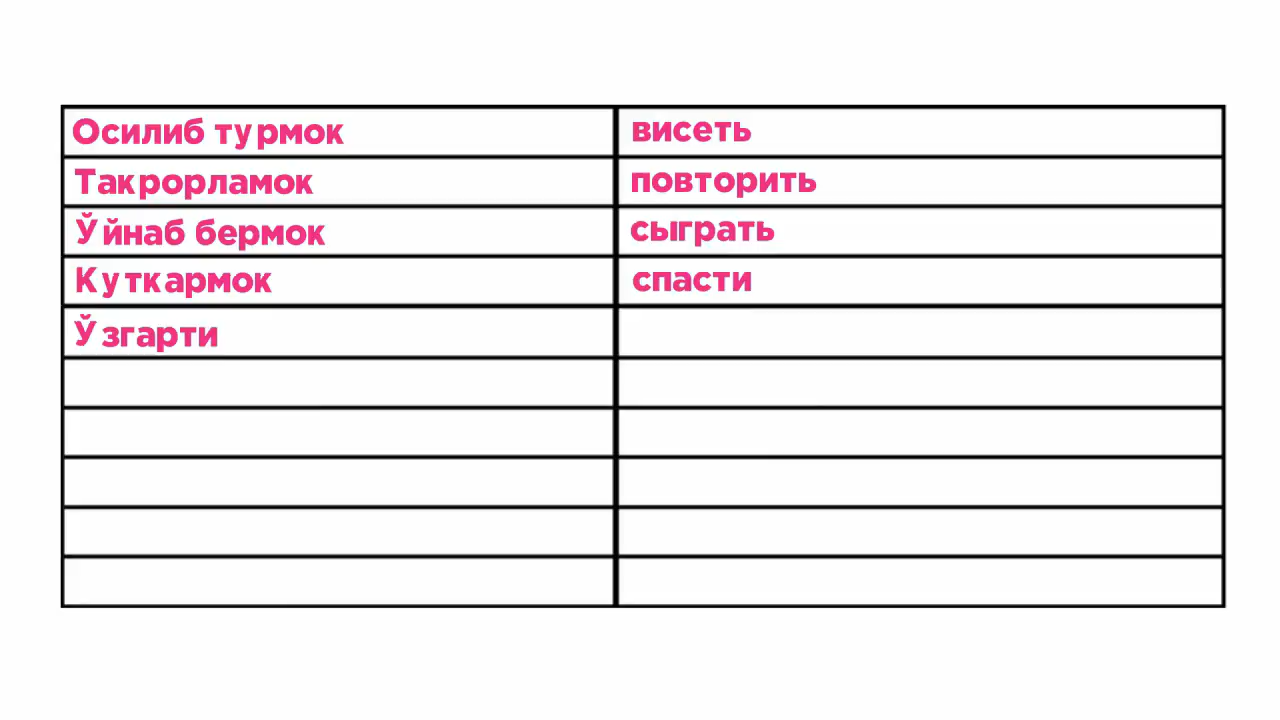 Осилиб турмок висеть
Такрорламок повторить
Ўйнаб бермок сыграть
Куткармок спасти
Ўзгарти